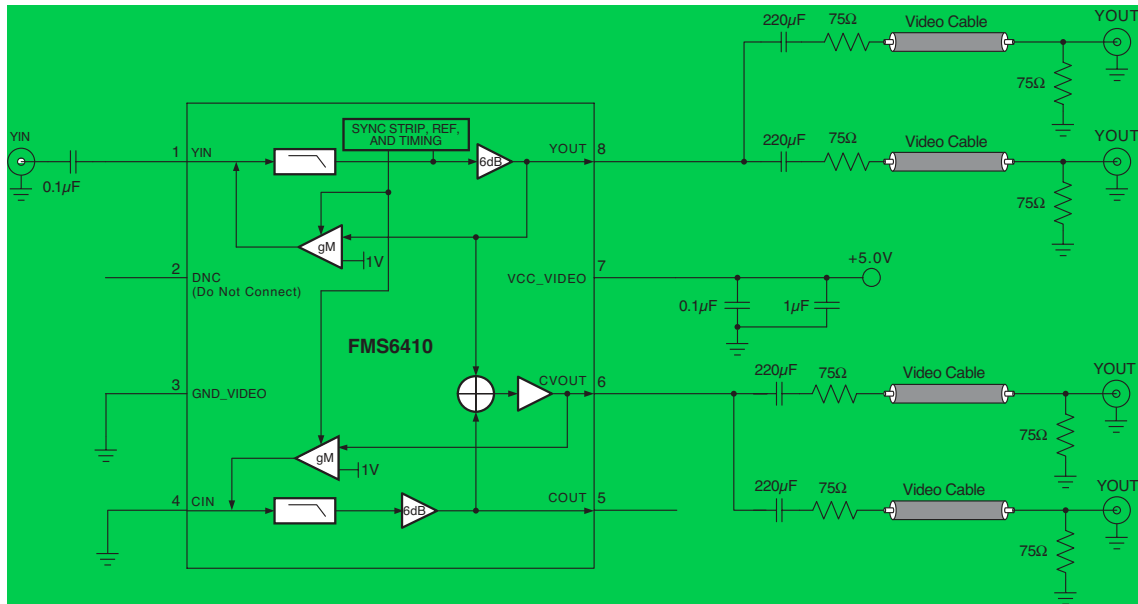 YOUT
220µF
75Ω
Video Cable
75Ω
YIN
0.1µF
1
YIN
SYNC STRIP, REF,
AND TIMING
6dB
YOUT
8
220µF
75Ω
Video Cable
YOUT
75Ω
gM
1V
2
DNC
(Do Not Connect)
VCC_VIDEO
7
+5.0V
0.1µF
1µF
FMS6410
3
GND_VIDEO
CVOUT
6
220µF
75Ω
Video Cable
YOUT
75Ω
gM
1V
4
CIN
6dB
COUT
5
220µF
75Ω
Video Cable
YOUT
75Ω